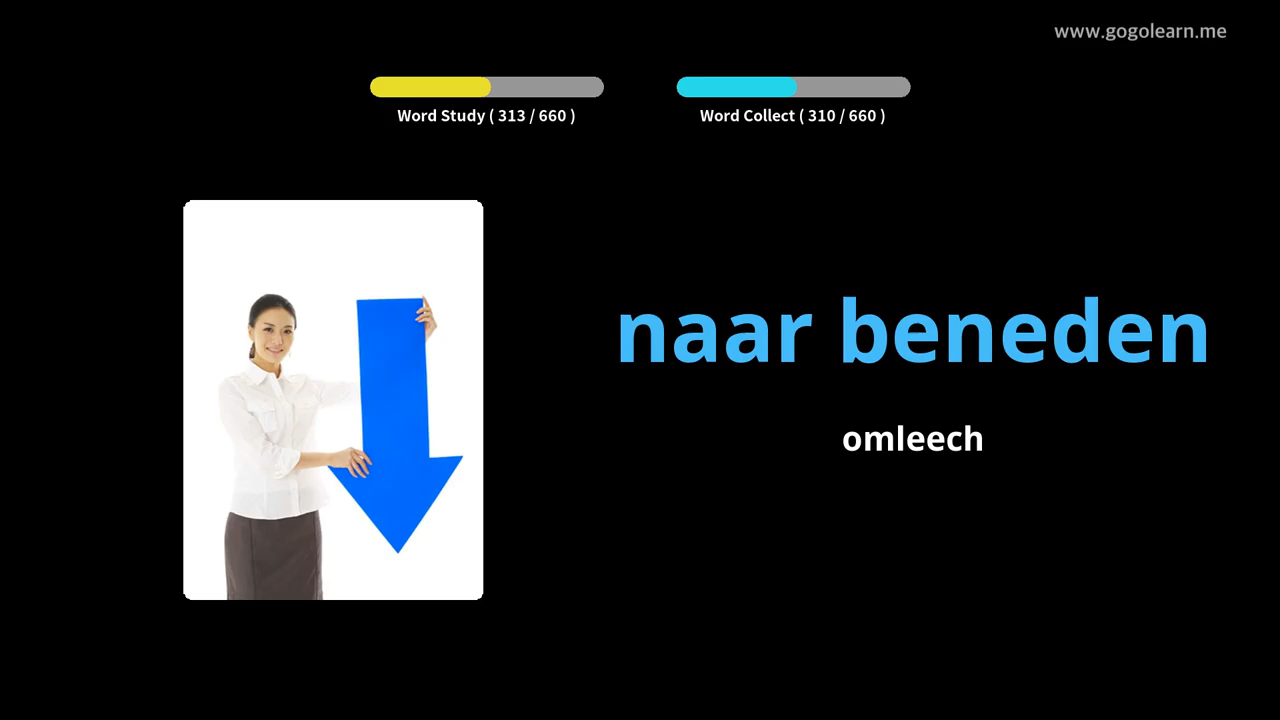 www.gogolearn.me
Word Study ( 313 / 660 )
Word Collect ( 310 / 660 )
naar beneden
omleech